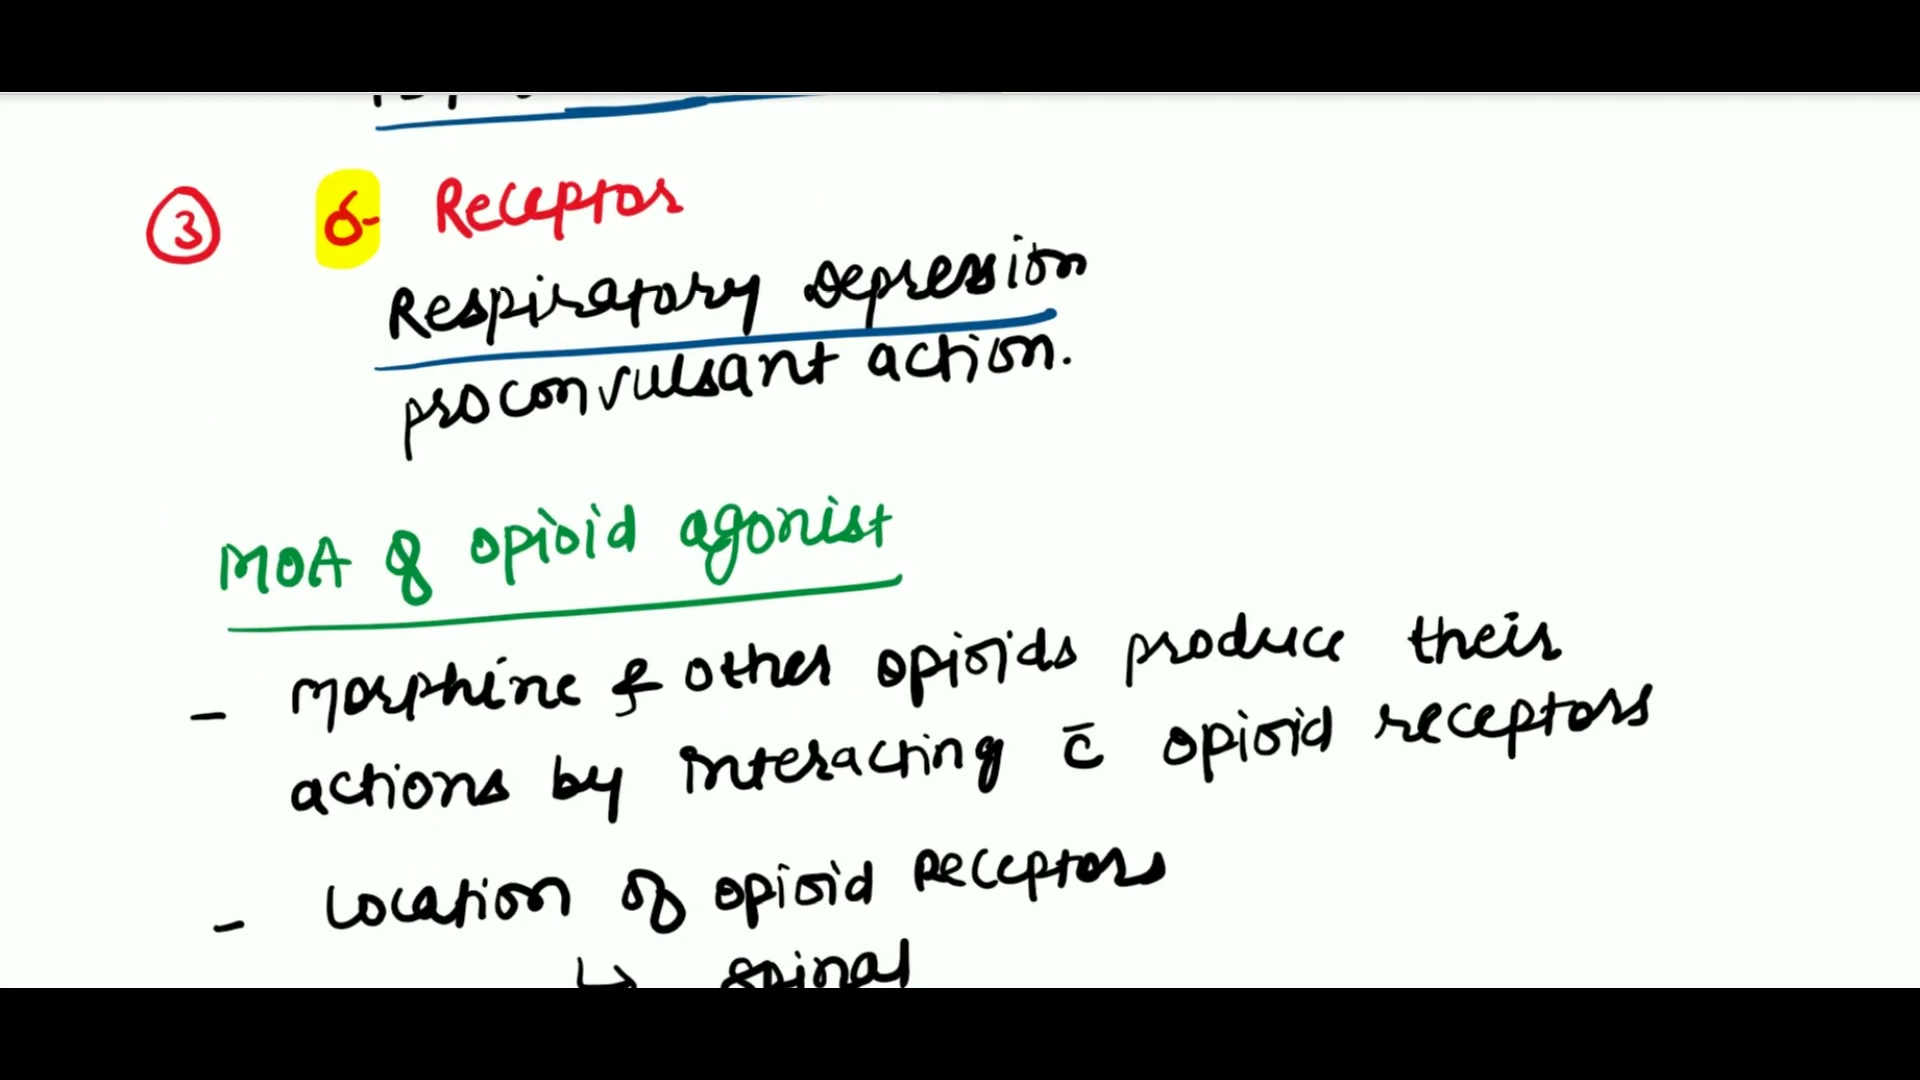 ③ δ- Receptor
Respiratory Depression
proconvulsant action.
MOA of opioid agonist
- Morphine & other opioids produce their
actions by interacting c̄ opioid receptors
- Location of opioid Receptors
↳ spinal